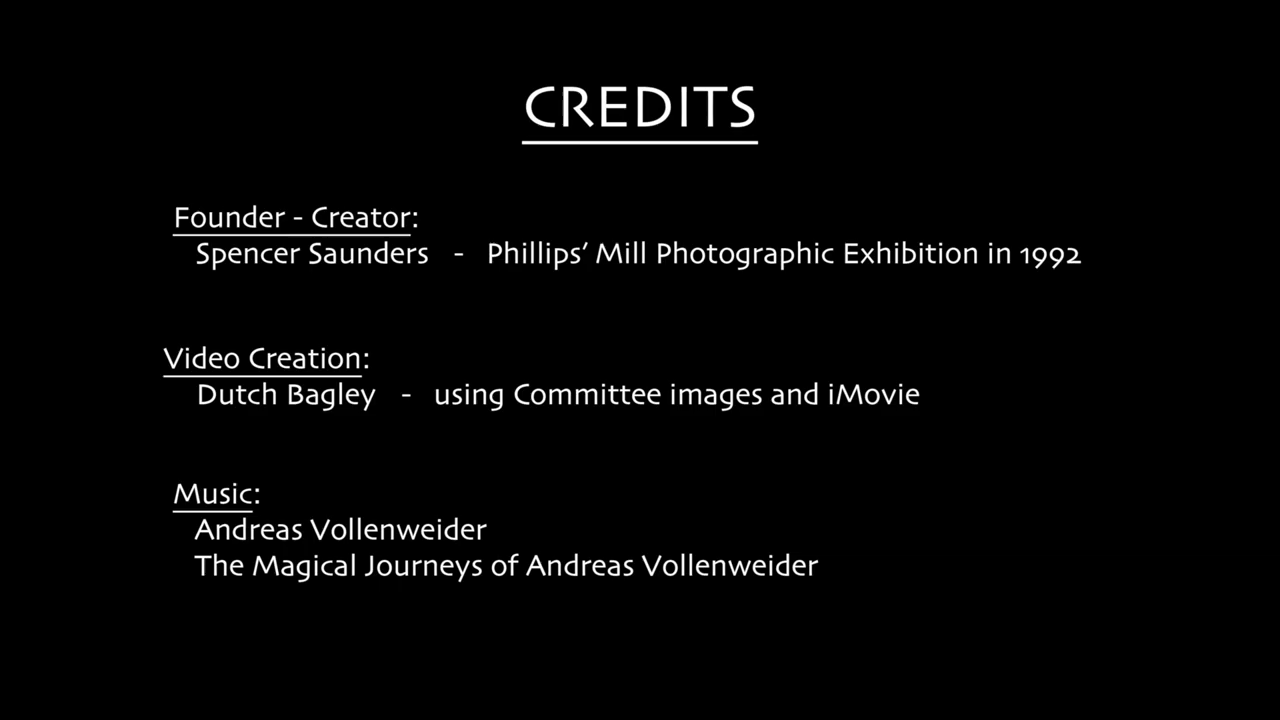 CREDITS
Founder - Creator:
Spencer Saunders - Phillips’ Mill Photographic Exhibition in 1992
Video Creation:
Dutch Bagley - using Committee images and iMovie
Music:
Andreas Vollenweider
The Magical Journeys of Andreas Vollenweider